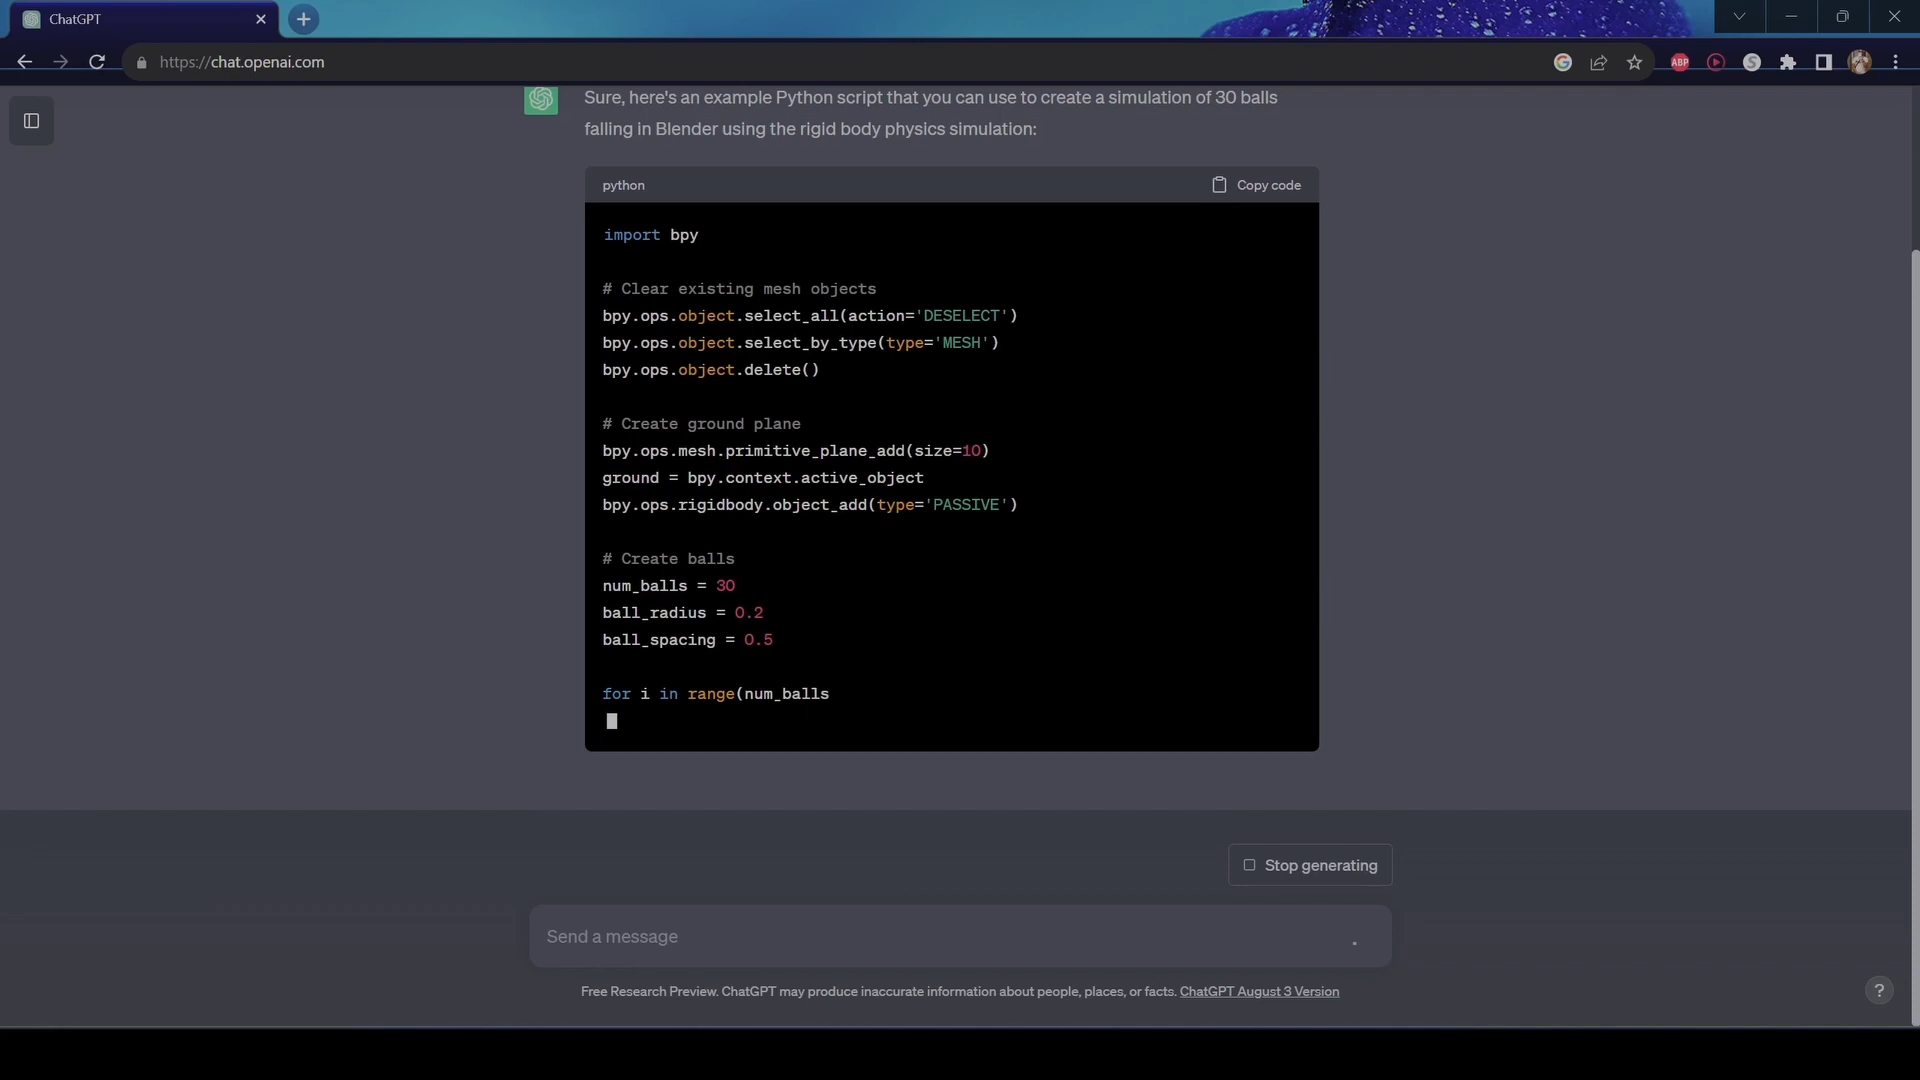 ChatGPT
https://chat.openai.com
ABP
Sure, here's an example Python script that you can use to create a simulation of 30 balls
falling in Blender using the rigid body physics simulation:
python
Copy code
import bpy
# Clear existing mesh objects
bpy.ops.object.select_all(action='DESELECT')
bpy.ops.object.select_by_type(type='MESH')
bpy.ops.object.delete()
# Create ground plane
bpy.ops.mesh.primitive_plane_add(size=10)
ground = bpy.context.active_object
bpy.ops.rigidbody.object_add(type='PASSIVE')
# Create balls
num_balls = 30
ball_radius = 0.2
ball_spacing = 0.5
for i in range(num_balls
Stop generating
Send a message
Free Research Preview. ChatGPT may produce inaccurate information about people, places, or facts. ChatGPT August 3 Version
?